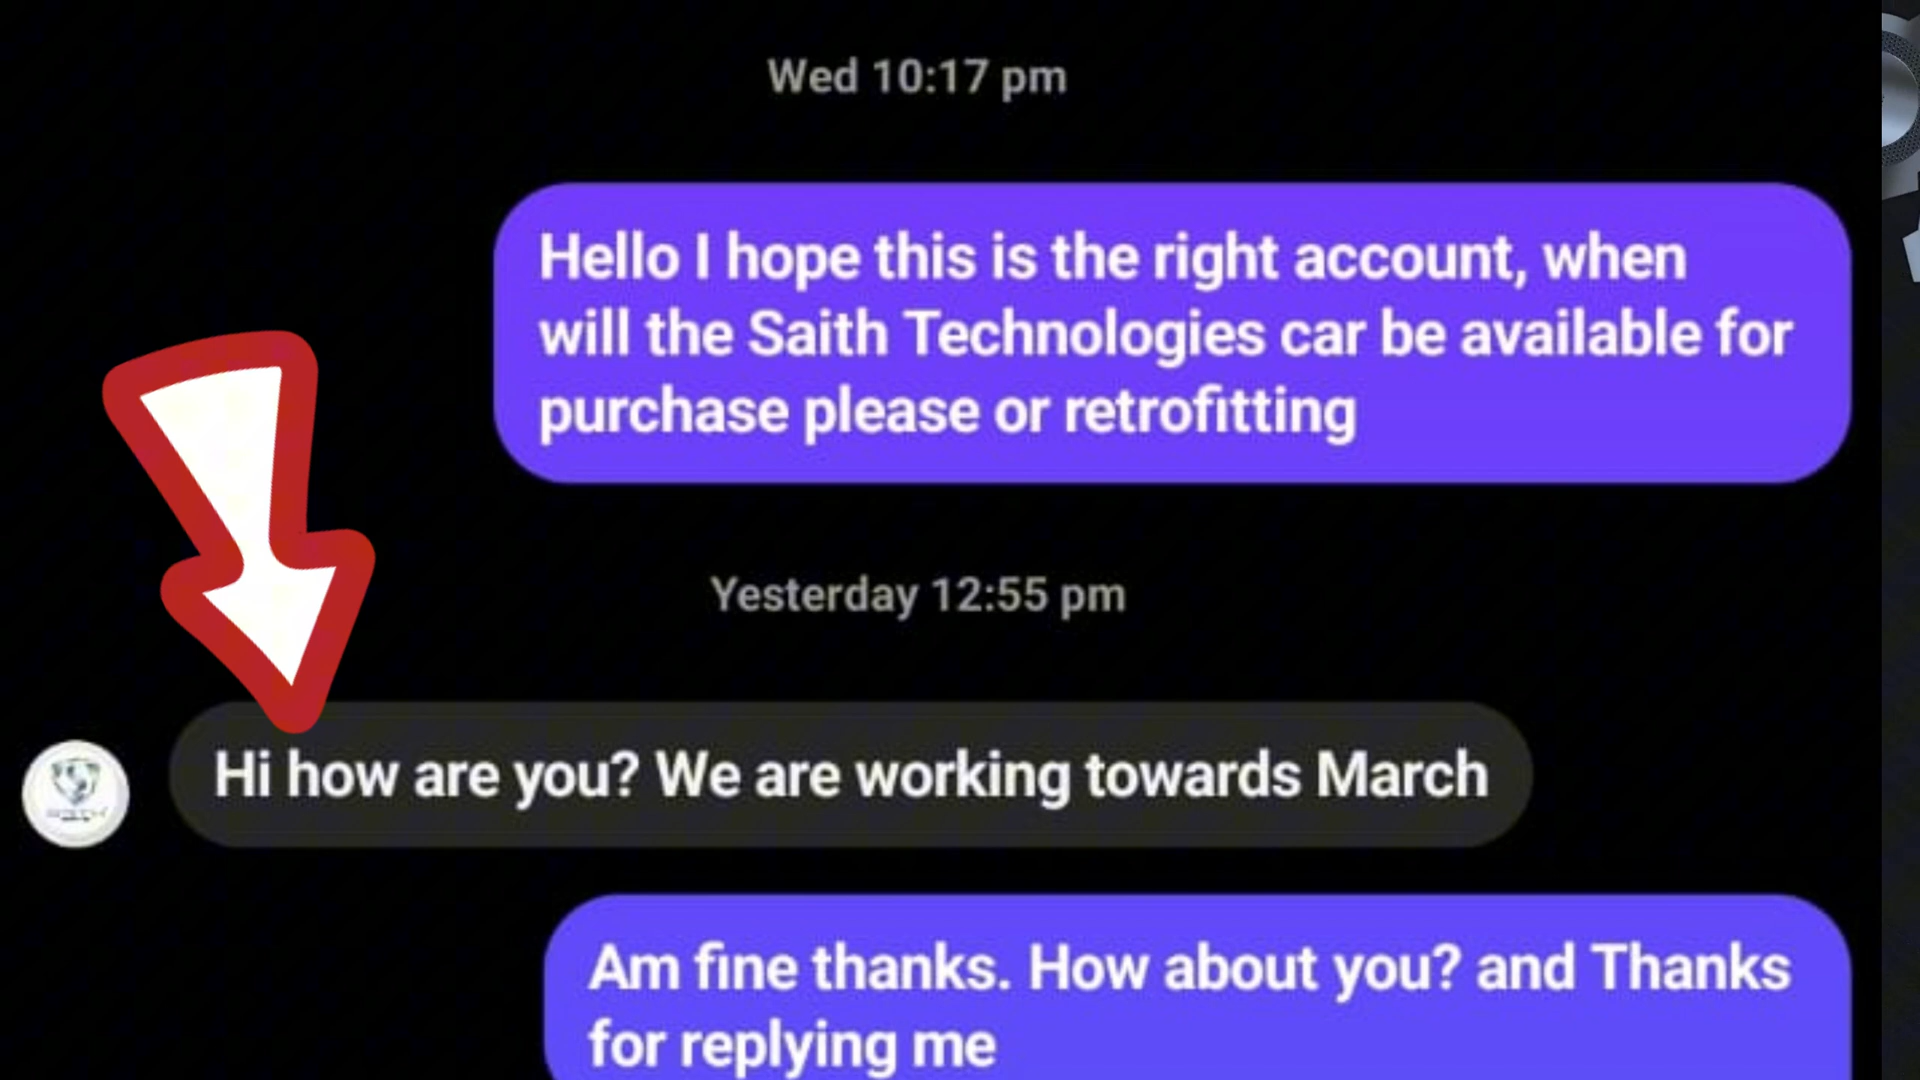 Wed 10:17 pm
Hello I hope this is the right account, when
will the Saith Technologies car be available for
purchase please or retrofitting
Yesterday 12:55 pm
Hi how are you? We are working towards March
Am fine thanks. How about you? and Thanks
for replying me